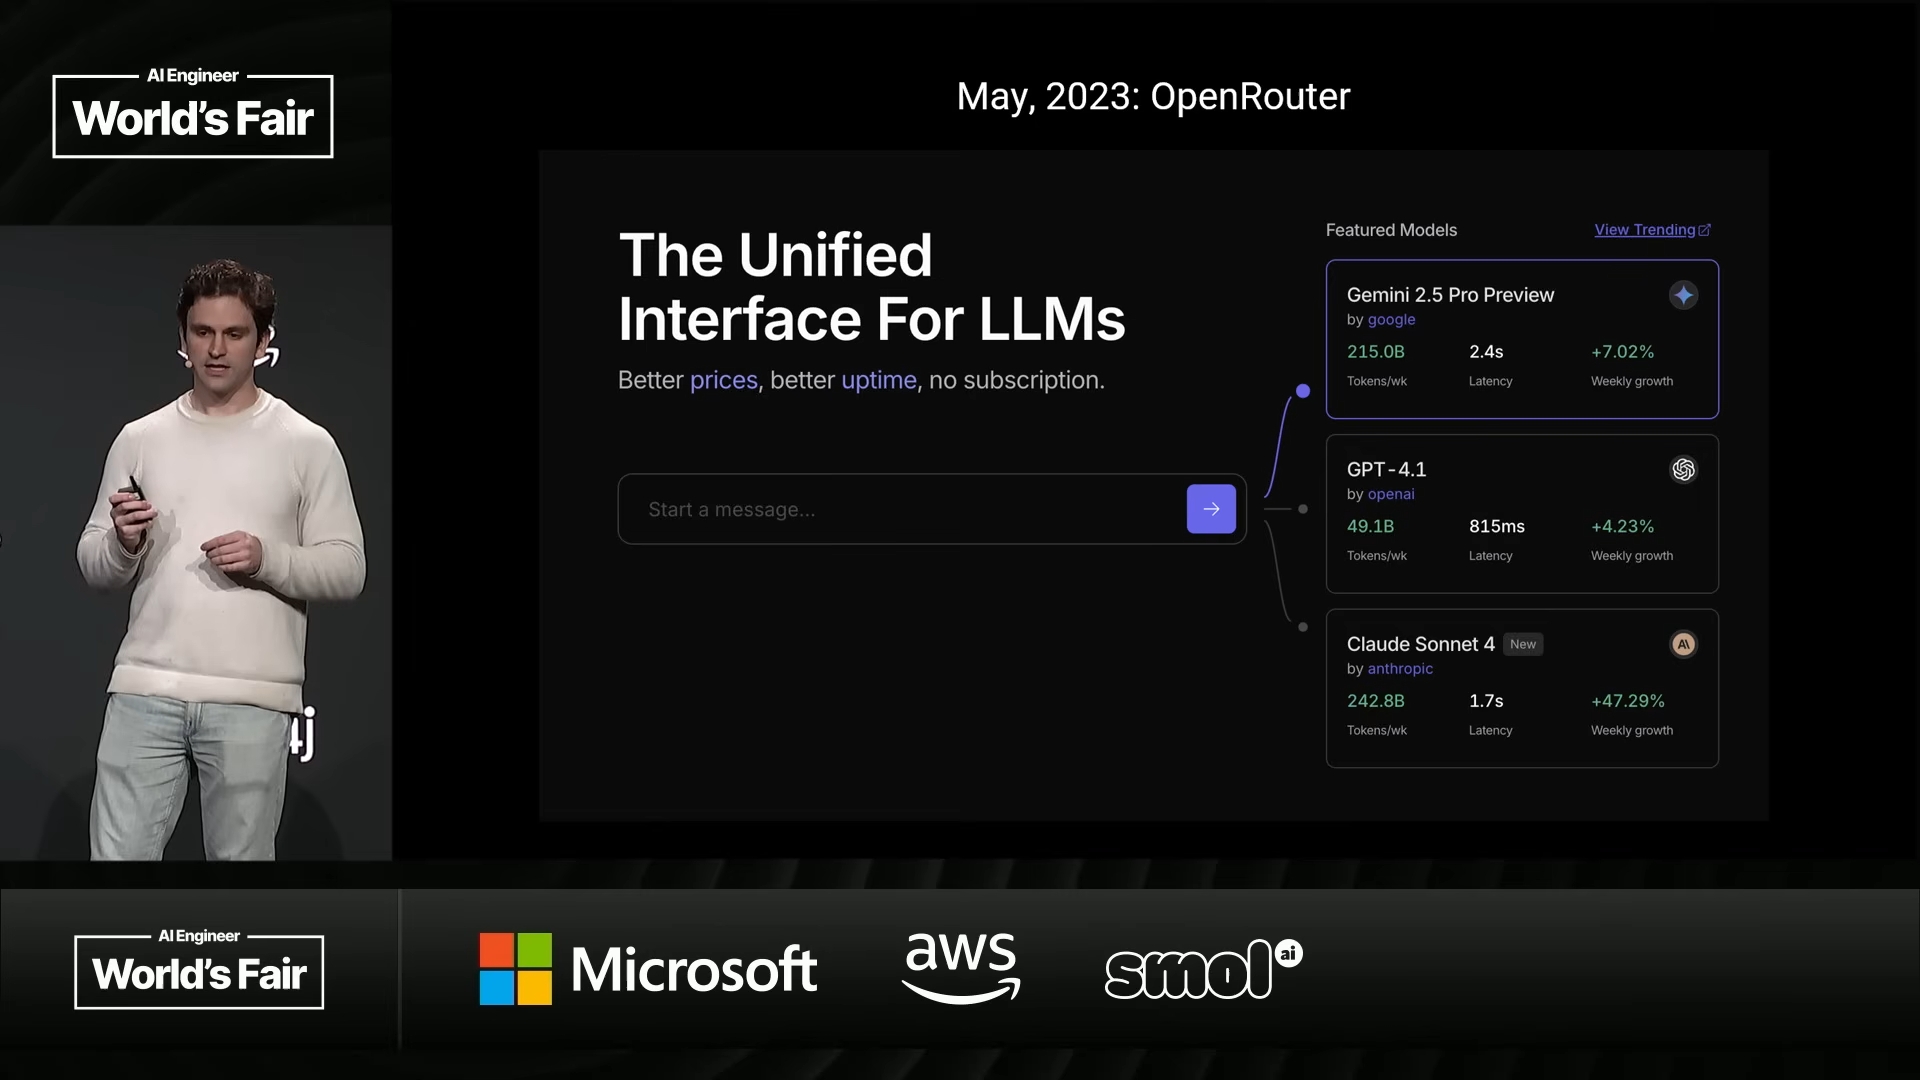 AI Engineer
World's Fair
May, 2023: OpenRouter
The Unified
Interface For LLMs
Better prices, better uptime, no subscription.
Start a message...
Featured Models
View Trending
Gemini 2.5 Pro Preview
by google
215.0B 2.4s +7.02%
Tokens/wk Latency Weekly growth
GPT-4.1
by openai
49.1B 815ms +4.23%
Tokens/wk Latency Weekly growth
Claude Sonnet 4 New
by anthropic
242.8B 1.7s +47.29%
Tokens/wk Latency Weekly growth
4j
AI Engineer
World's Fair
Microsoft
aws
smol ai